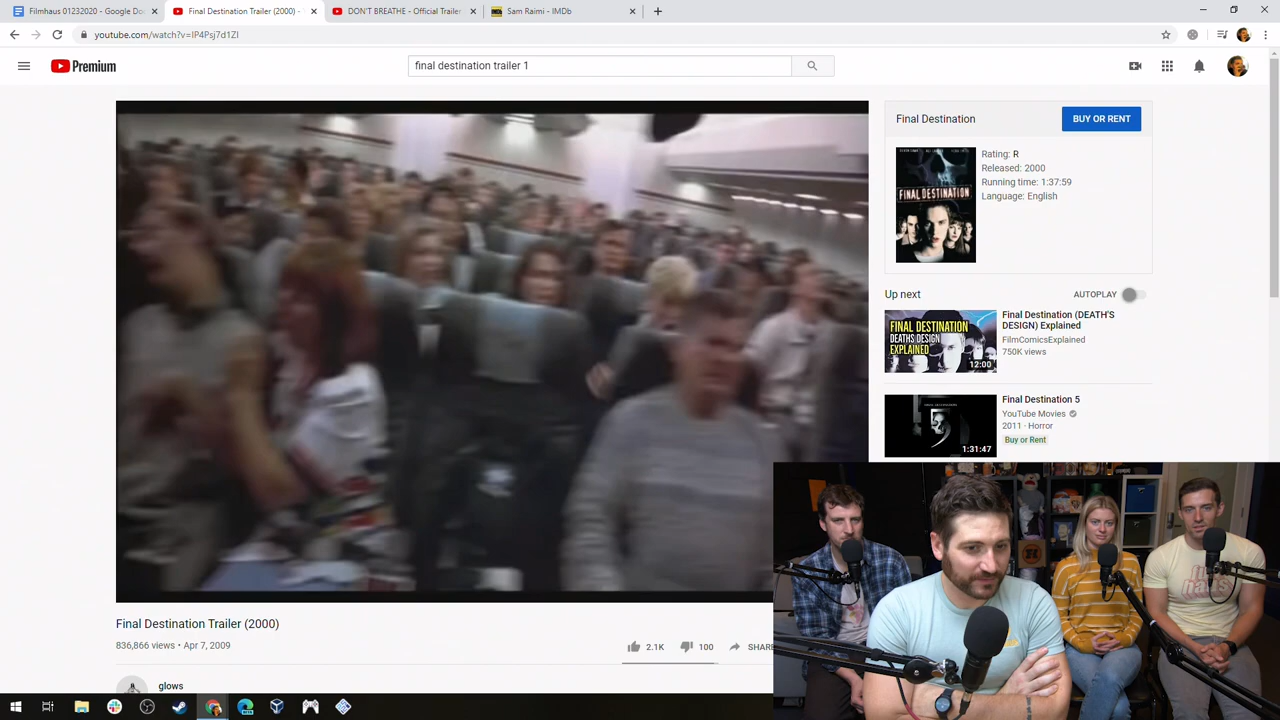 Filmhaus 01232020 - Google Do
Final Destination Trailer (2000) -
DON'T BREATHE - Official Trailer
Sam Raimi - IMDb
youtube.com/watch?v=IP4Psj7d1ZI
Premium
final destination trailer 1
Final Destination
BUY OR RENT
FINAL DESTINATION
Rating: R
Released: 2000
Running time: 1:37:59
Language: English
Up next
AUTOPLAY
FINAL DESTINATION
DEATHS DESIGN
EXPLAINED
12:00
Final Destination (DEATH'S
DESIGN) Explained
FilmComicsExplained
750K views
1:31:47
Final Destination 5
YouTube Movies
2011 · Horror
Buy or Rent
Final Destination Trailer (2000)
836,866 views • Apr 7, 2009
2.1K
100
SHARE
glows